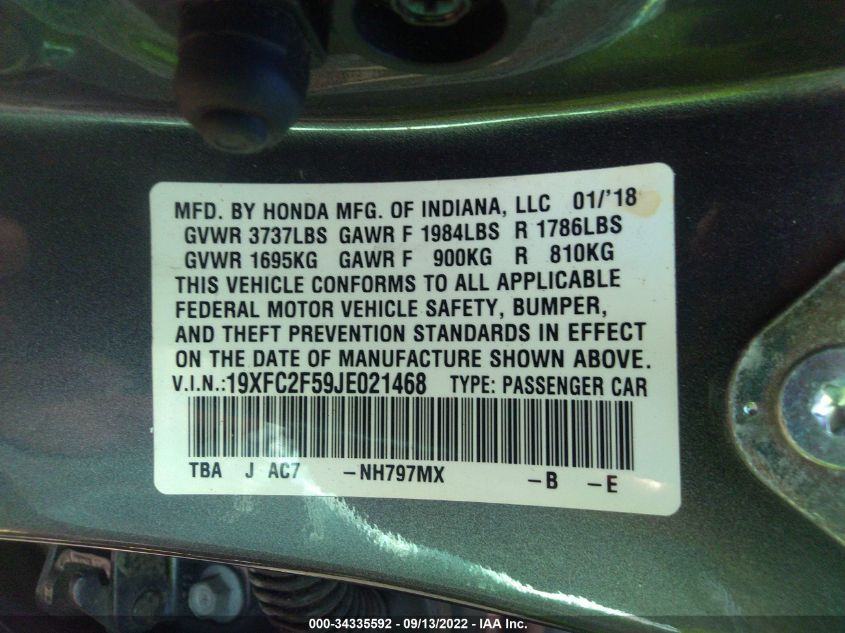 MFD. BY HONDA MFG. OF INDIANA, LLC 01/'18
GVWR 3737LBS GAWR F 1984LBS R 1786LBS
GVWR 1695KG GAWR F 900KG R 810KG
THIS VEHICLE CONFORMS TO ALL APPLICABLE
FEDERAL MOTOR VEHICLE SAFETY, BUMPER,
AND THEFT PREVENTION STANDARDS IN EFFECT
ON THE DATE OF MANUFACTURE SHOWN ABOVE.
V.I.N.:19XFC2F59JE021468 TYPE: PASSENGER CAR
TBA J AC7 –NH797MX –B –E
000-34335592 - 09/13/2022 - IAA Inc.